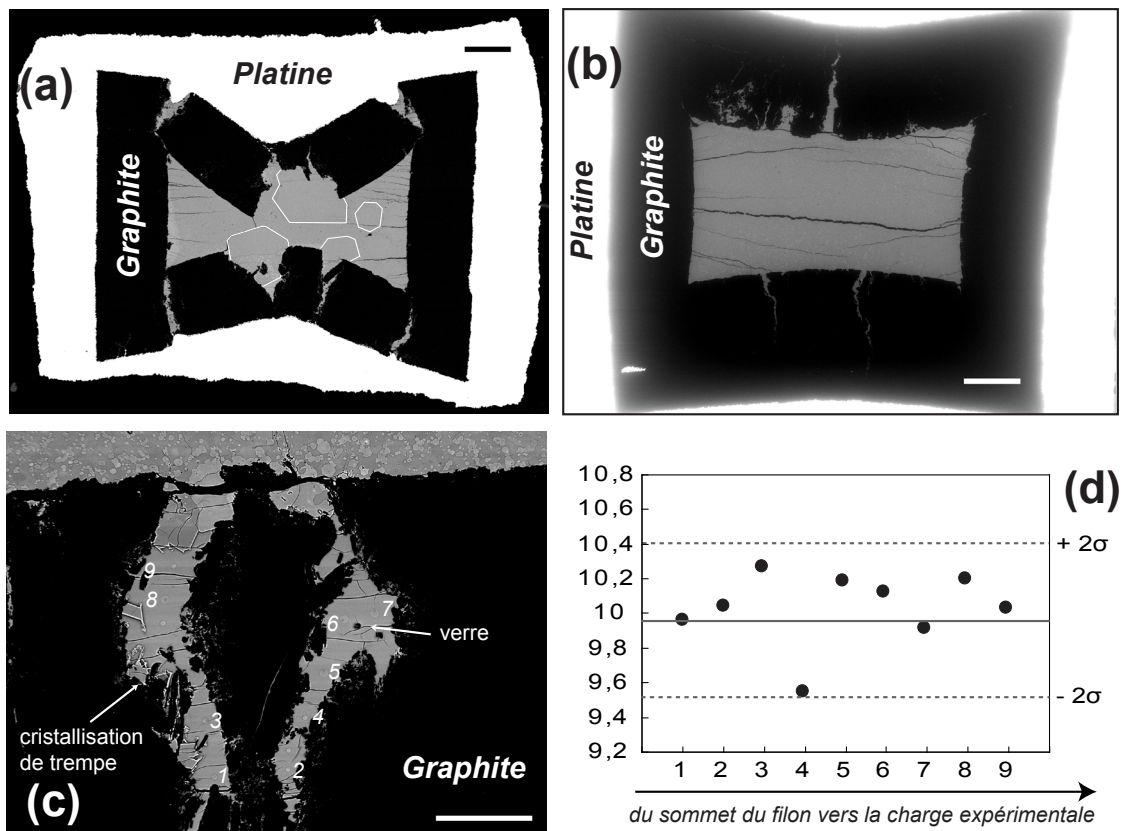 (a)
Platine
Graphite
(b)
Platine
Graphite
9
8
7
6
5
4
3
2
1
verre
cristallisation
de trempe
Graphite
(c)
(d)
10,8
10,6
10,4
10,2
10
9,8
9,6
9,4
9,2
+ 2σ
- 2σ
1 2 3 4 5 6 7 8 9
du sommet du filon vers la charge expérimentale